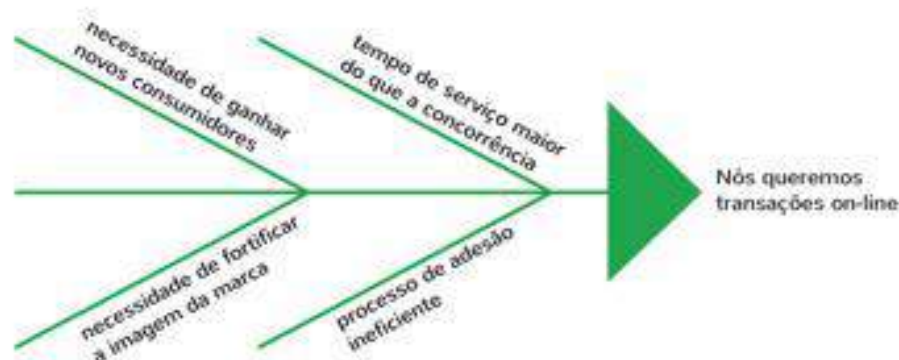 necessidade de ganhar
novos consumidores
tempo de serviço maior
do que a concorrência
Nós queremos
transações on-line
necessidade de fortificar
a imagem da marca
processo de adesão
ineficiente